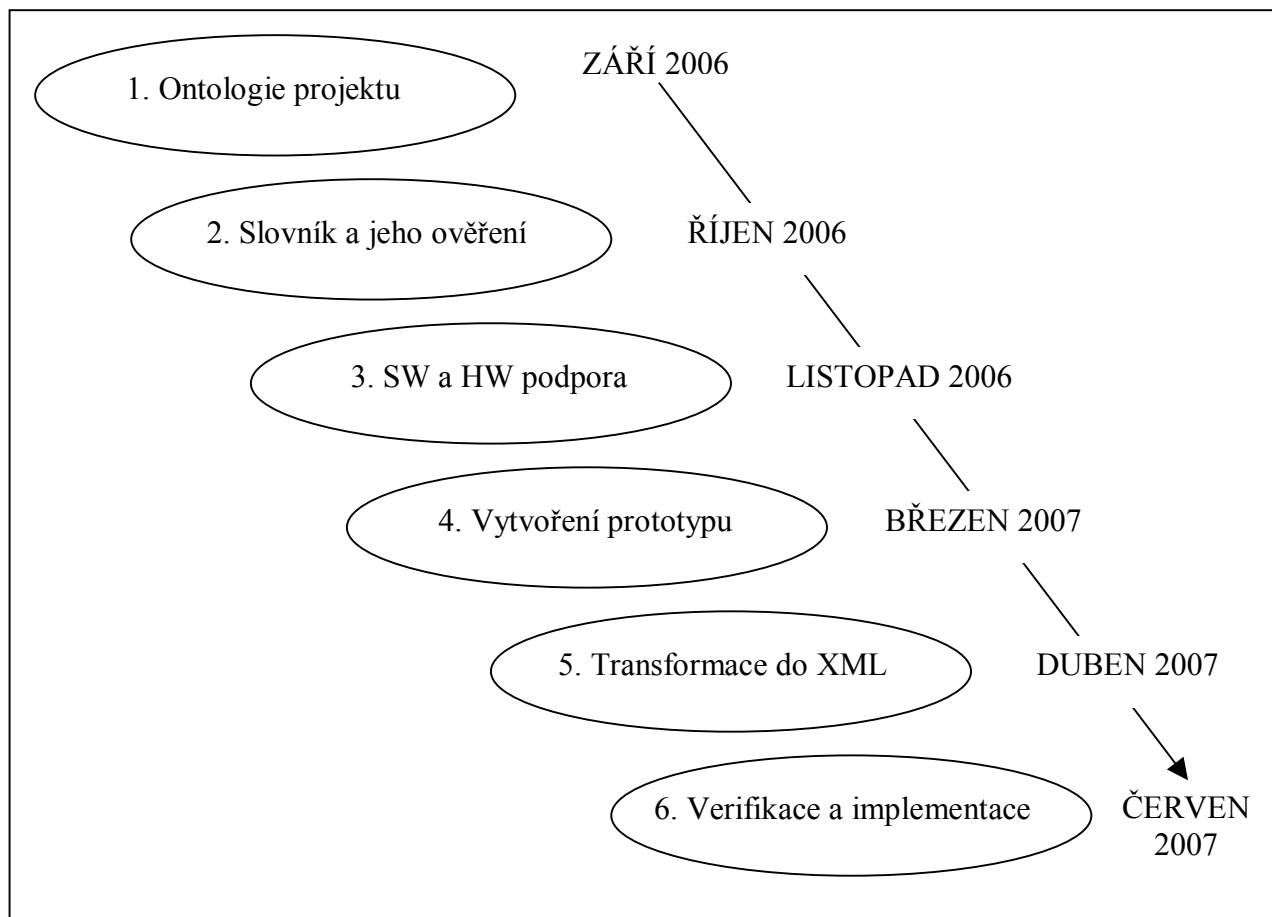 1. Ontologie projektu
ZÁŘÍ 2006
2. Slovník a jeho ověření
ŘÍJEN 2006
3. SW a HW podpora
LISTOPAD 2006
4. Vytvoření prototypu
BŘEZEN 2007
5. Transformace do XML
DUBEN 2007
6. Verifikace a implementace
ČERVEN
2007